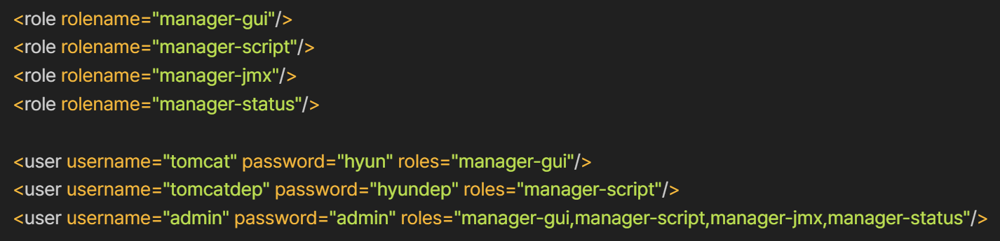 <role rolename="manager-gui"/>
<role rolename="manager-script"/>
<role rolename="manager-jmx"/>
<role rolename="manager-status"/>
<user username="tomcat" password="hyun" roles="manager-gui"/>
<user username="tomcatdep" password="hyundep" roles="manager-script"/>
<user username="admin" password="admin" roles="manager-gui,manager-script,manager-jmx,manager-status"/>